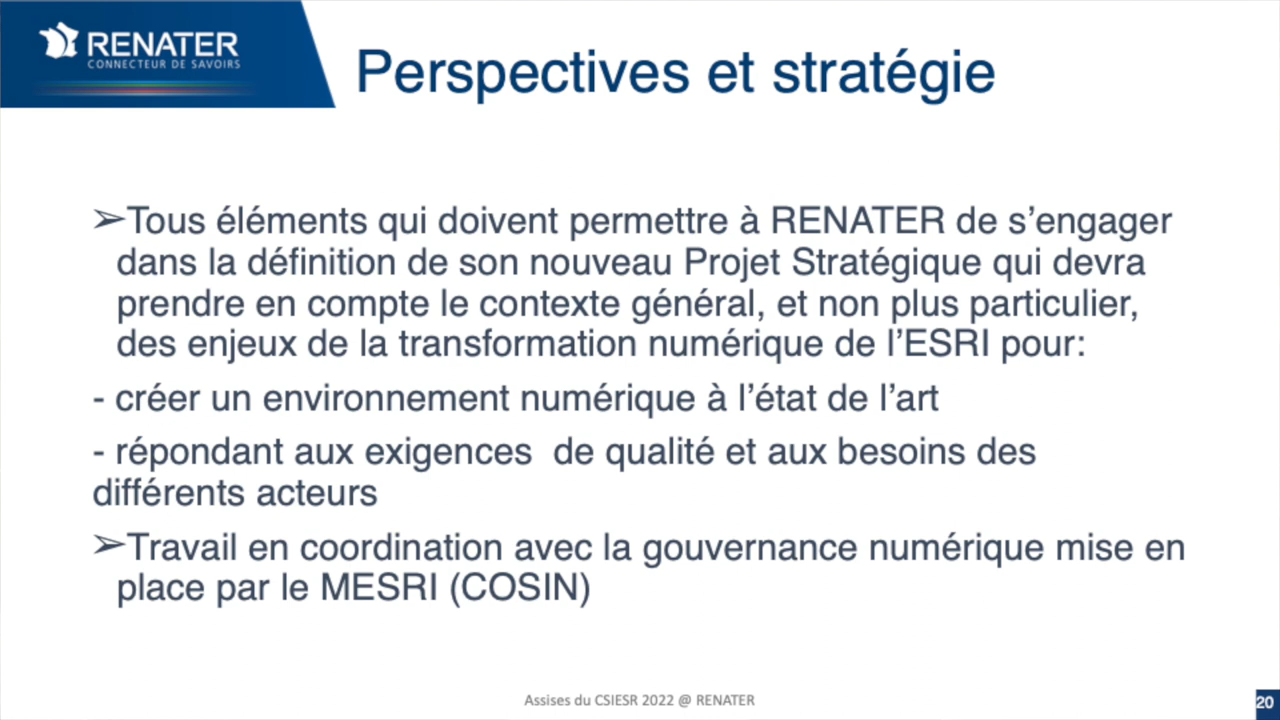 RENATER
CONNECTEUR DE SAVOIRS
Perspectives et stratégie
➢Tous éléments qui doivent permettre à RENATER de s’engager
dans la définition de son nouveau Projet Stratégique qui devra
prendre en compte le contexte général, et non plus particulier,
des enjeux de la transformation numérique de l’ESRI pour:
- créer un environnement numérique à l’état de l’art
- répondant aux exigences  de qualité et aux besoins des
différents acteurs
➢Travail en coordination avec la gouvernance numérique mise en
place par le MESRI (COSIN)
Assises du CSIESR 2022 @ RENATER
20